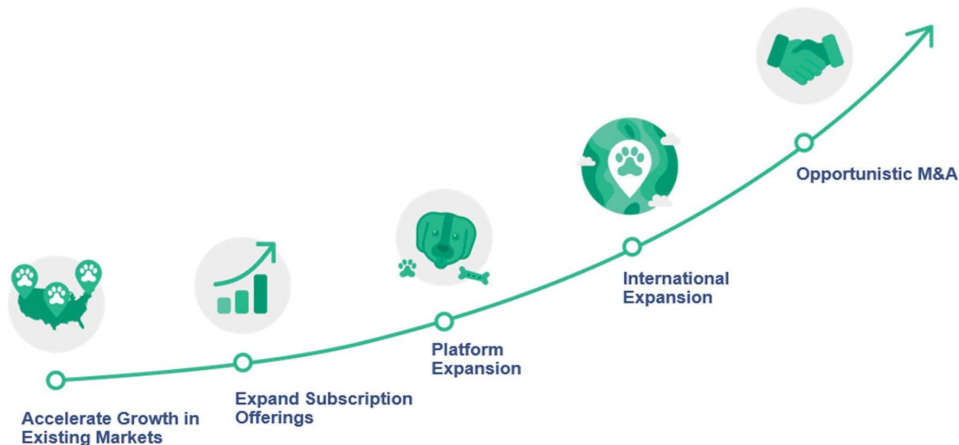 Accelerate Growth in
Existing Markets
Expand Subscription
Offerings
Platform
Expansion
International
Expansion
Opportunistic M&A